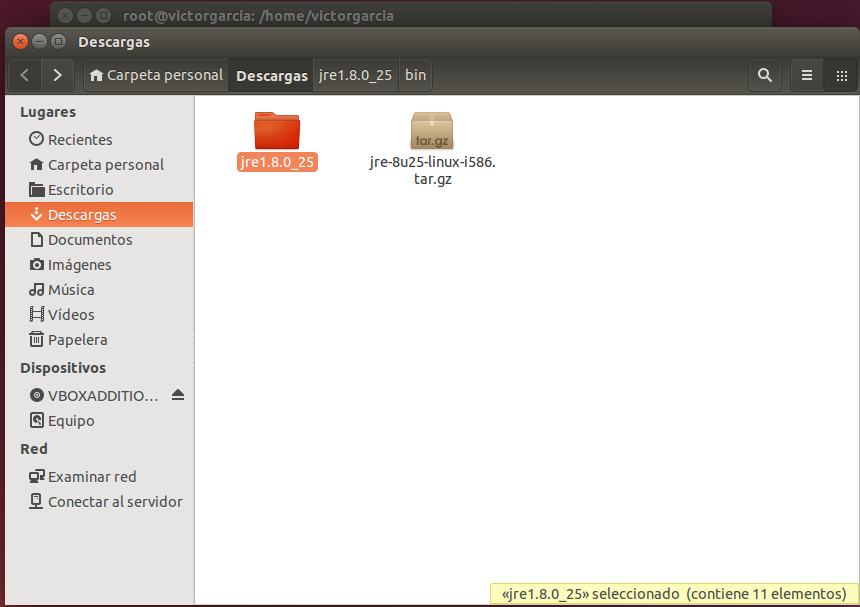 root@victorgarcia: /home/victorgarcia
Descargas
Carpeta personal Descargas jre1.8.0_25 bin
Lugares
Recientes
Carpeta personal
Escritorio
Descargas
Documentos
Imágenes
Música
Vídeos
Papelera
Dispositivos
VBOXADDITIO...
Equipo
Red
Examinar red
Conectar al servidor
jre1.8.0_25
tar.gz
jre-8u25-linux-i586.
tar.gz
«jre1.8.0_25» seleccionado (contiene 11 elementos)